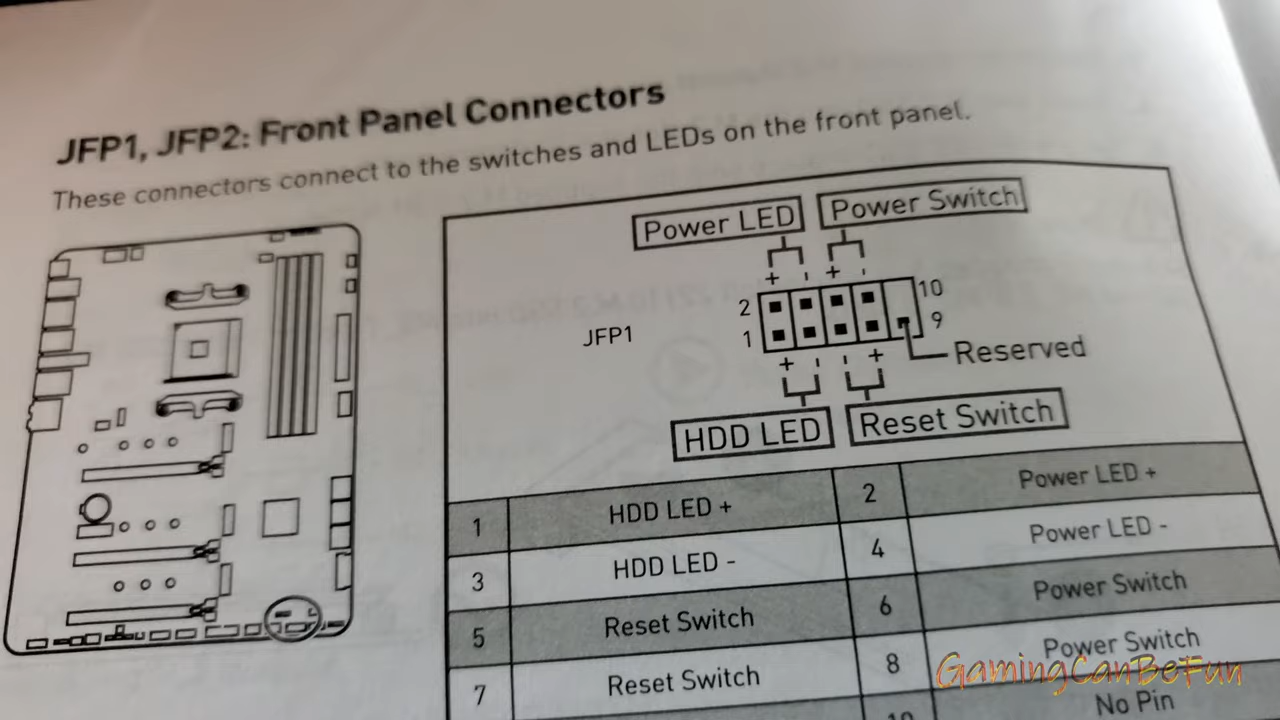 JFP1, JFP2: Front Panel Connectors
These connectors connect to the switches and LEDs on the front panel.
Power LED Power Switch
+ - + -
2 10
1 9
JFP1
Reserved
+ - - +
HDD LED Reset Switch
1 HDD LED + 2 Power LED +
3 HDD LED - 4 Power LED -
5 Reset Switch 6 Power Switch
7 Reset Switch 8 Power Switch
10 No Pin
GamingCanBeFun